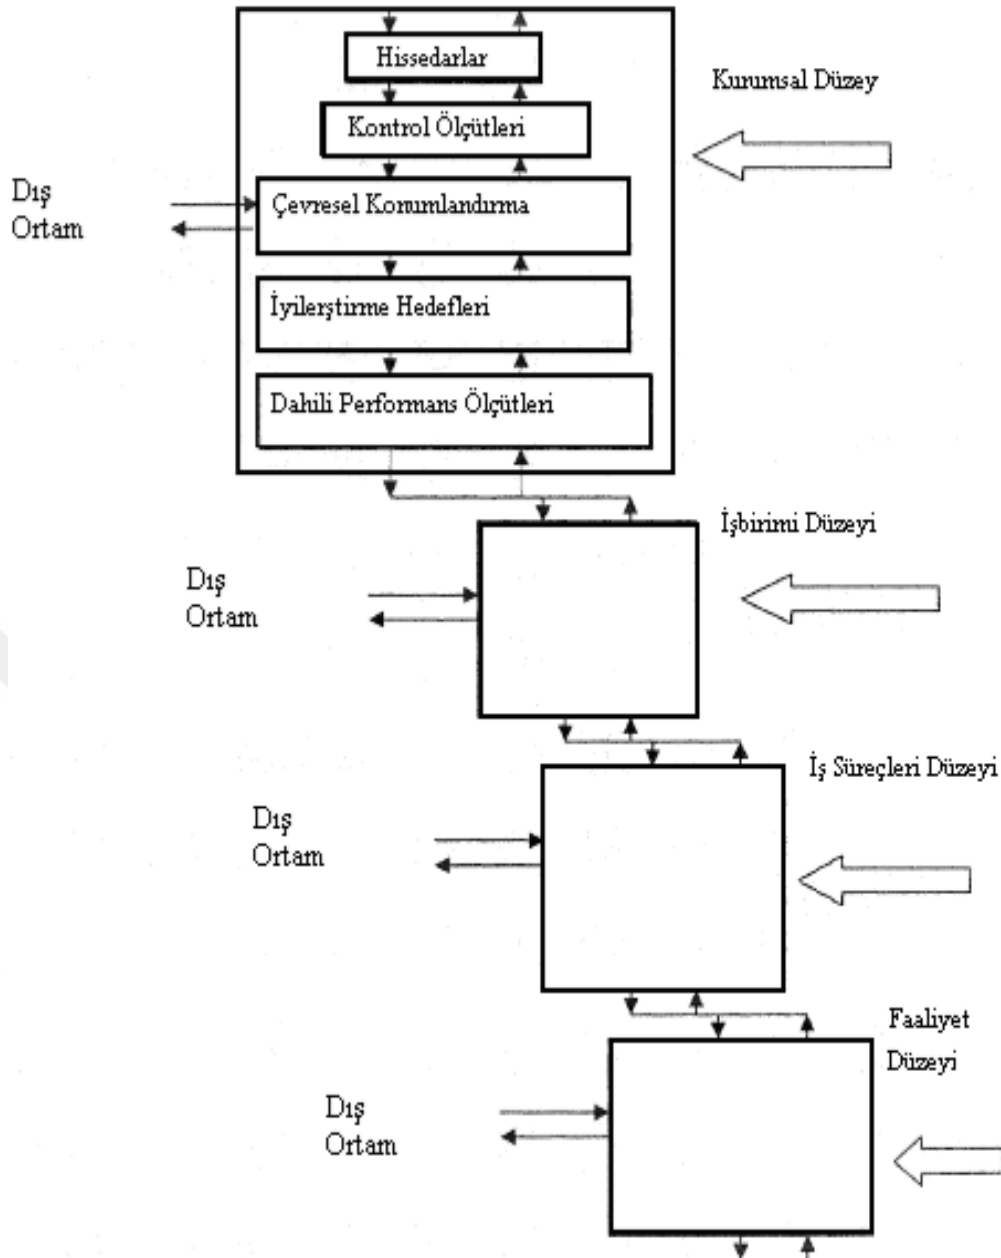 Hissedarlar
Kurumsal Düzey
Kontrol Ölçütleri
Dış
Ortam
Çevresel Konumlandırma
İyilerştirme Hedefleri
Dahili Performans Ölçütleri
İşbirimi Düzeyi
Dış
Ortam
İş Süreçleri Düzeyi
Dış
Ortam
Faaliyet
Düzeyi
Dış
Ortam